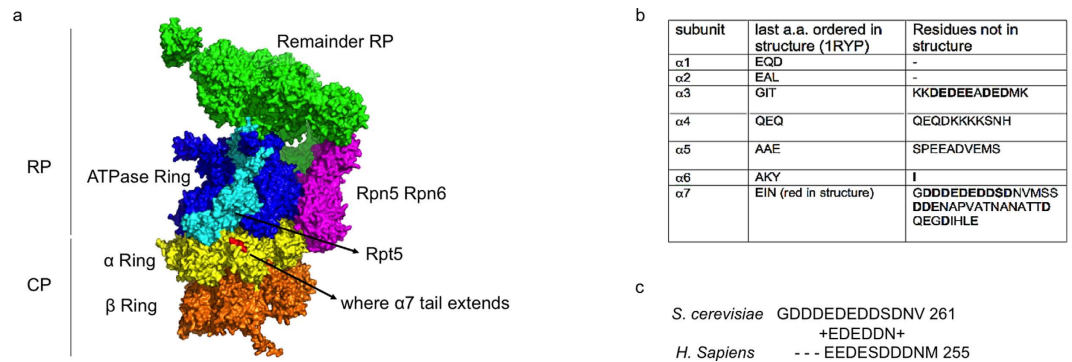 a
Remainder RP
RP
ATPase Ring
Rpn5 Rpn6
Rpt5
α Ring
CP
β Ring
where α7 tail extends
b
subunit last a.a. ordered in structure (1RYP) Residues not in structure
α1 EQD -
α2 EAL -
α3 GIT KKDEDEEADEDMK
α4 QEQ QEQDKKKKSNH
α5 AAE SPEEADVEMS
α6 AKY I
α7 EIN (red in structure) GDDDEDEDDSDNVMSS
DDENAPVATNANATTD
QEGDIHLE
c
S. cerevisiae GDDDEDEDDSDNV 261
+EDEDDN+
H. Sapiens - - - EEDESDDDNM 255